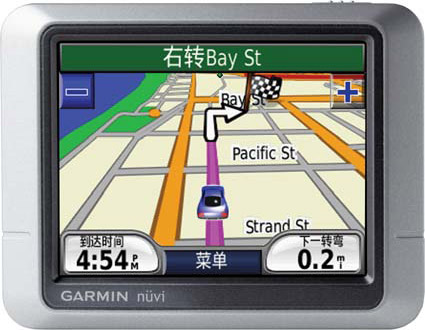 右转Bay St
Bay St
Pacific St
Strand St
到达时间
4:54 PM
菜单
下一转弯
0.2 mi
GARMIN nüvi